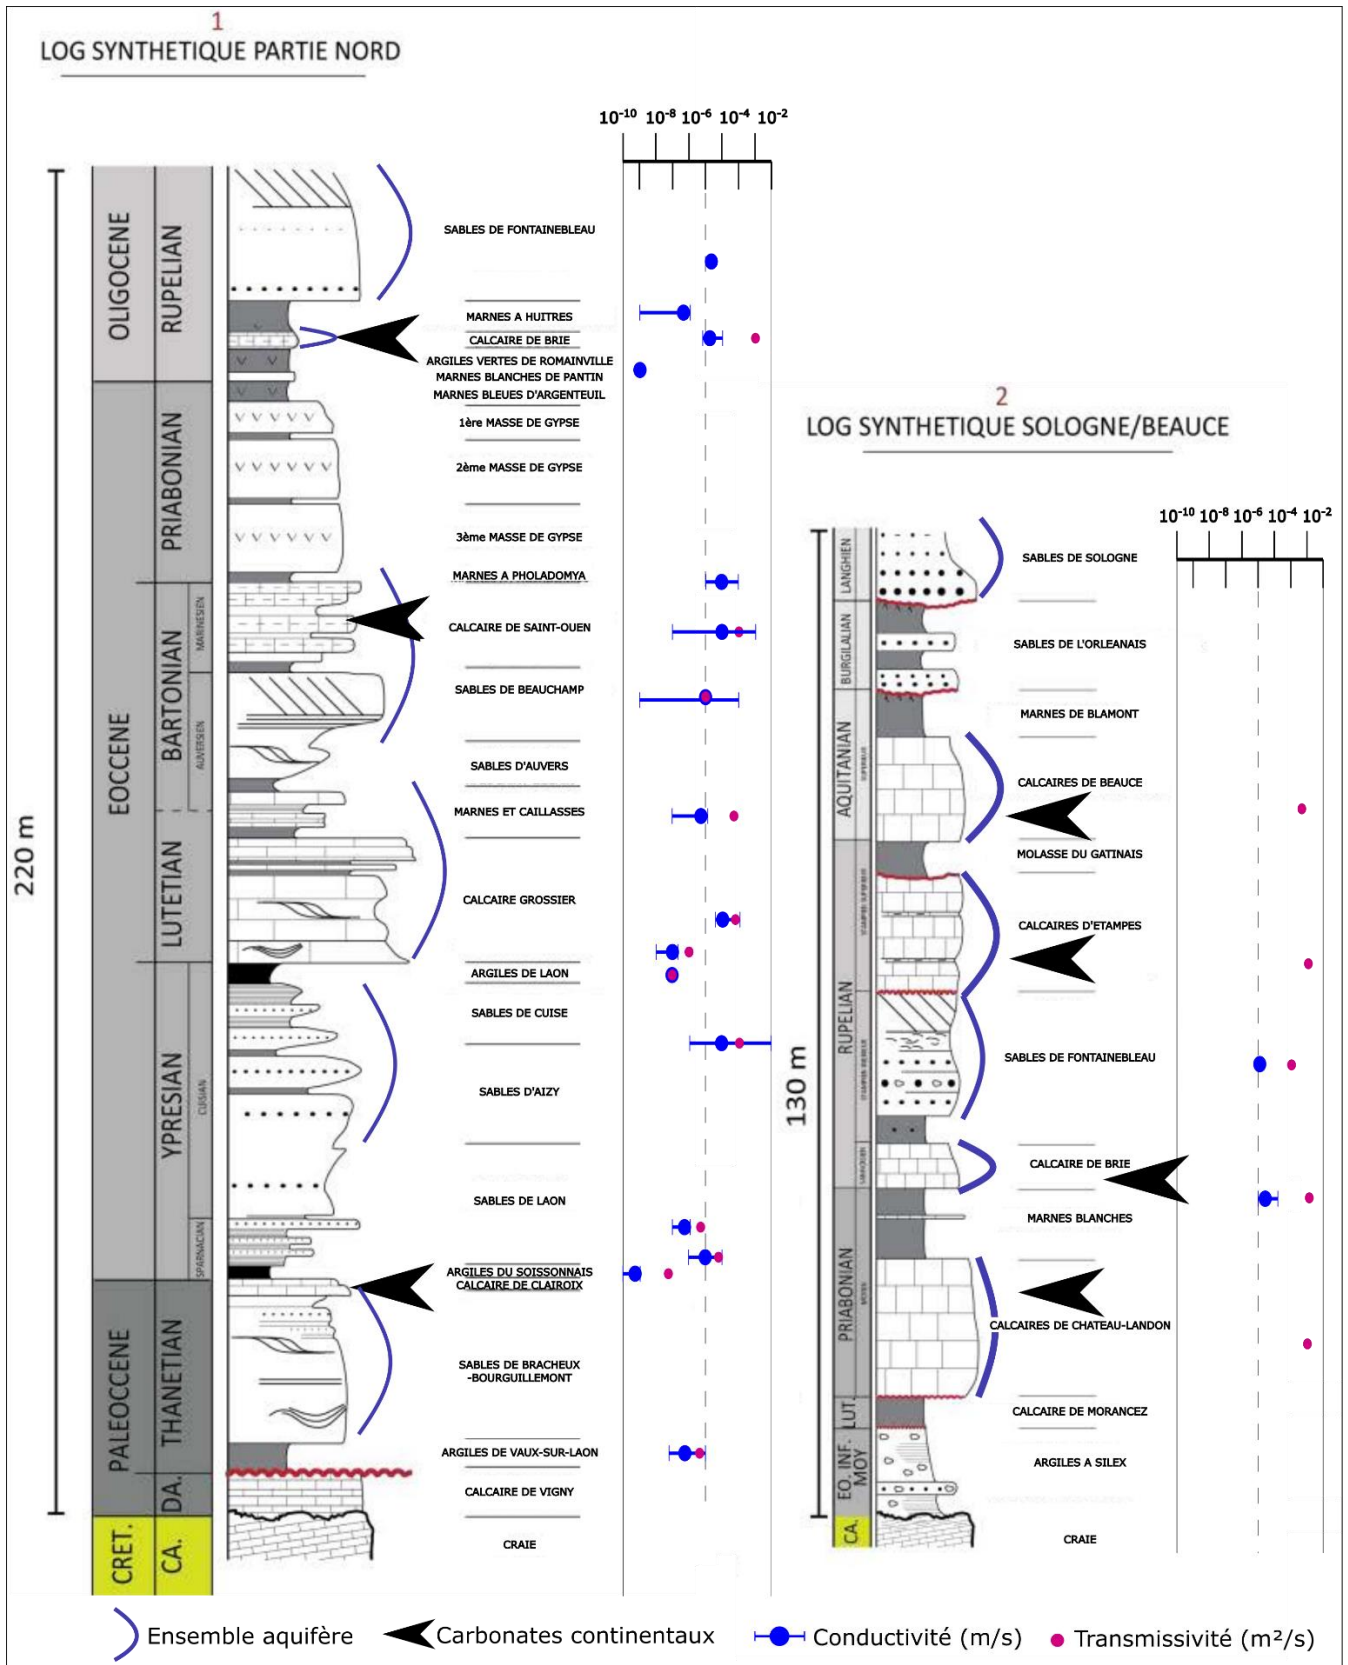 1
LOG SYNTHETIQUE PARTIE NORD
10-10 10-8 10-6 10-4 10-2
220 m
OLIGOCENE
RUPELIAN
EOCCENE
PRIABONIAN
BARTONIAN
MARINESIEN
AUVERSIEN
LUTETIAN
YPRESIAN
CUISIAN
SPARNACIAN
PALEOCCENE
THANETIAN
DA.
CRET.
CA.
SABLES DE FONTAINEBLEAU
MARNES A HUITRES
CALCAIRE DE BRIE
ARGILES VERTES DE ROMAINVILLE
MARNES BLANCHES DE PANTIN
MARNES BLEUES D'ARGENTEUIL
1ère MASSE DE GYPSE
2ème MASSE DE GYPSE
3ème MASSE DE GYPSE
MARNES A PHOLADOMYA
CALCAIRE DE SAINT-OUEN
SABLES DE BEAUCHAMP
SABLES D'AUVERS
MARNES ET CAILLASSES
CALCAIRE GROSSIER
ARGILES DE LAON
SABLES DE CUISE
SABLES D'AIZY
SABLES DE LAON
ARGILES DU SOISSONNAIS
CALCAIRE DE CLAIROIX
SABLES DE BRACHEUX
-BOURGUILLEMONT
ARGILES DE VAUX-SUR-LAON
CALCAIRE DE VIGNY
CRAIE
2
LOG SYNTHETIQUE SOLOGNE/BEAUCE
10-10 10-8 10-6 10-4 10-2
130 m
LANGHIEN
BURGILALIAN
AQUITANIAN
SUPERIEUR
RUPELIAN
STAMPIEN SUPERIEUR
PRIABONIAN
LUT.
EO. INF.
MOY
CA.
SABLES DE SOLOGNE
SABLES DE L'ORLEANAIS
MARNES DE BLAMONT
CALCAIRES DE BEAUCE
MOLASSE DU GATINAIS
CALCAIRES D'ETAMPES
SABLES DE FONTAINEBLEAU
CALCAIRE DE BRIE
MARNES BLANCHES
CALCAIRES DE CHATEAU-LANDON
CALCAIRE DE MORANCEZ
ARGILES A SILEX
CRAIE
Ensemble aquifère
Carbonates continentaux
Conductivité (m/s)
Transmissivité (m²/s)